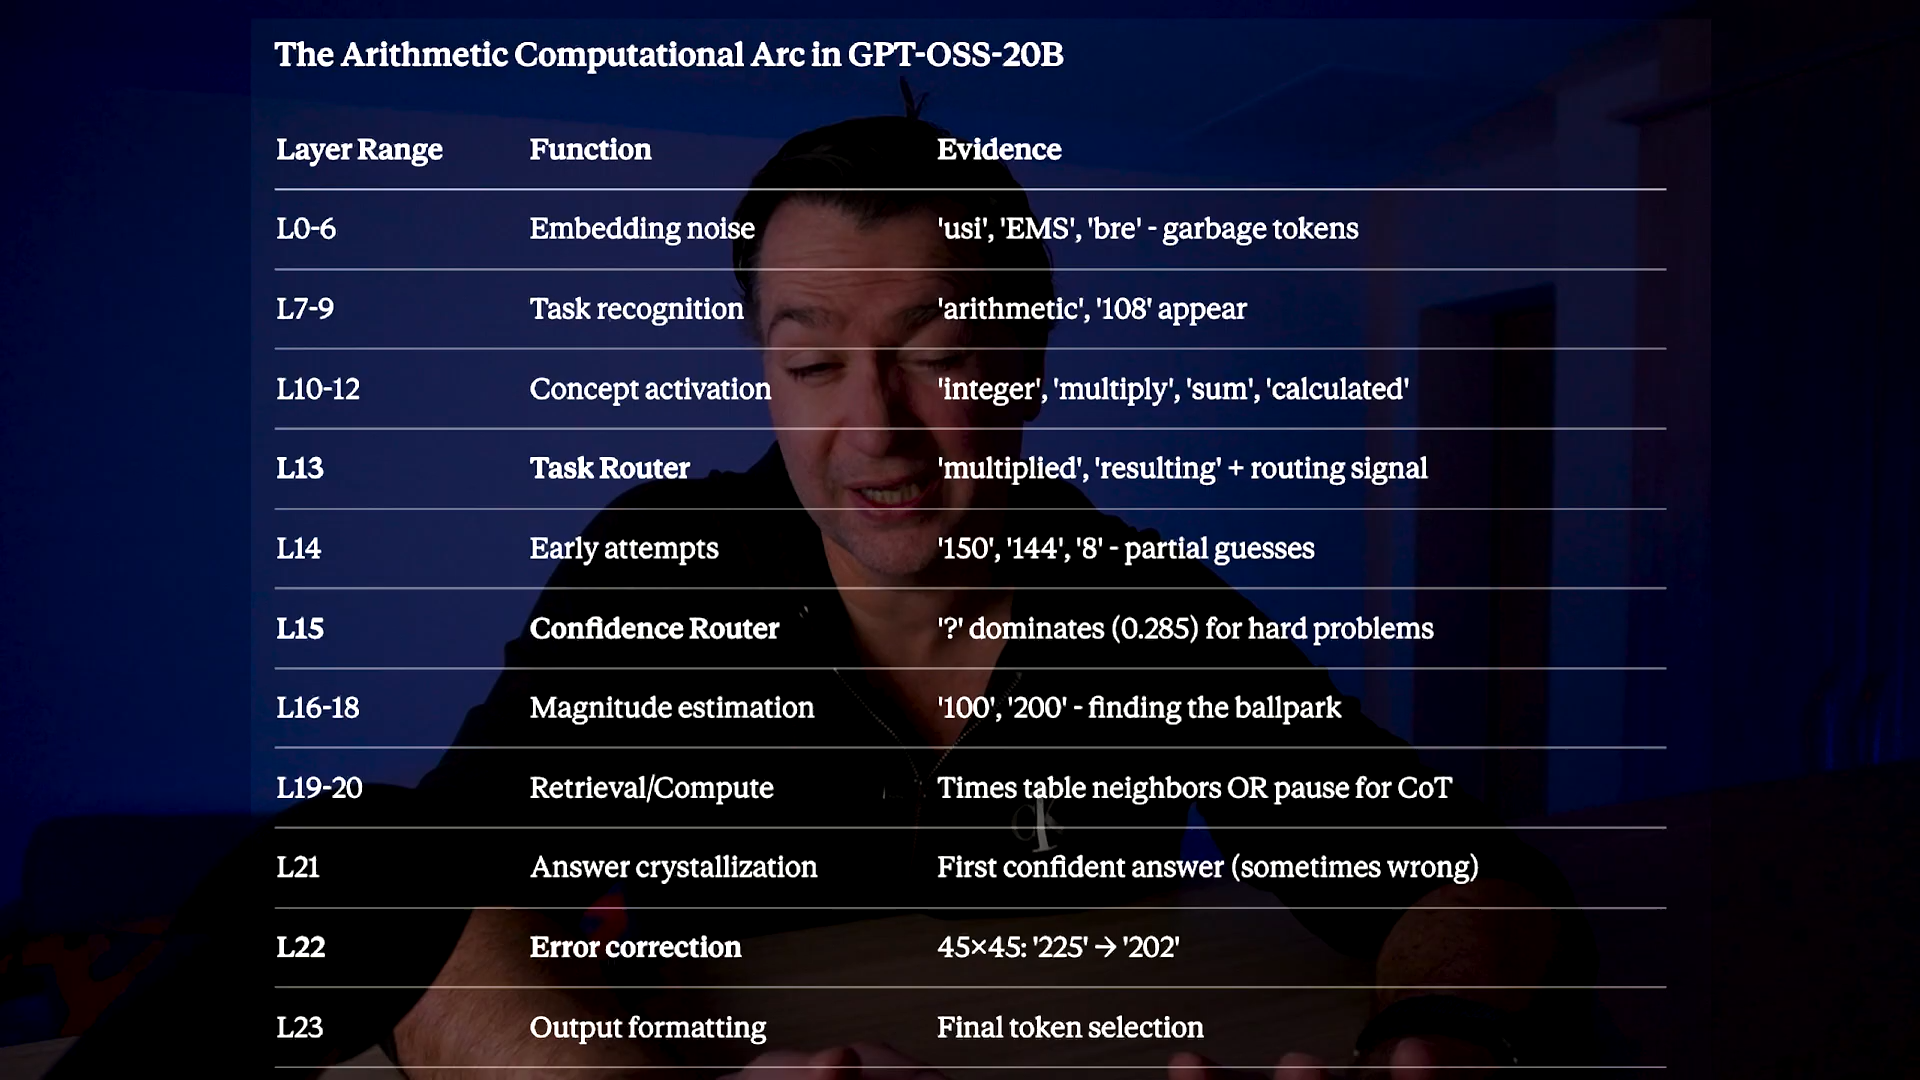 The Arithmetic Computational Arc in GPT-OSS-20B
Layer Range Function Evidence
L0-6 Embedding noise 'usi', 'EMS', 'bre' - garbage tokens
L7-9 Task recognition 'arithmetic', '108' appear
L10-12 Concept activation 'integer', 'multiply', 'sum', 'calculated'
L13 Task Router 'multiplied', 'resulting' + routing signal
L14 Early attempts '150', '144', '8' - partial guesses
L15 Confidence Router '?' dominates (0.285) for hard problems
L16-18 Magnitude estimation '100', '200' - finding the ballpark
L19-20 Retrieval/Compute Times table neighbors OR pause for CoT
L21 Answer crystallization First confident answer (sometimes wrong)
L22 Error correction 45×45: '225' → '202'
L23 Output formatting Final token selection